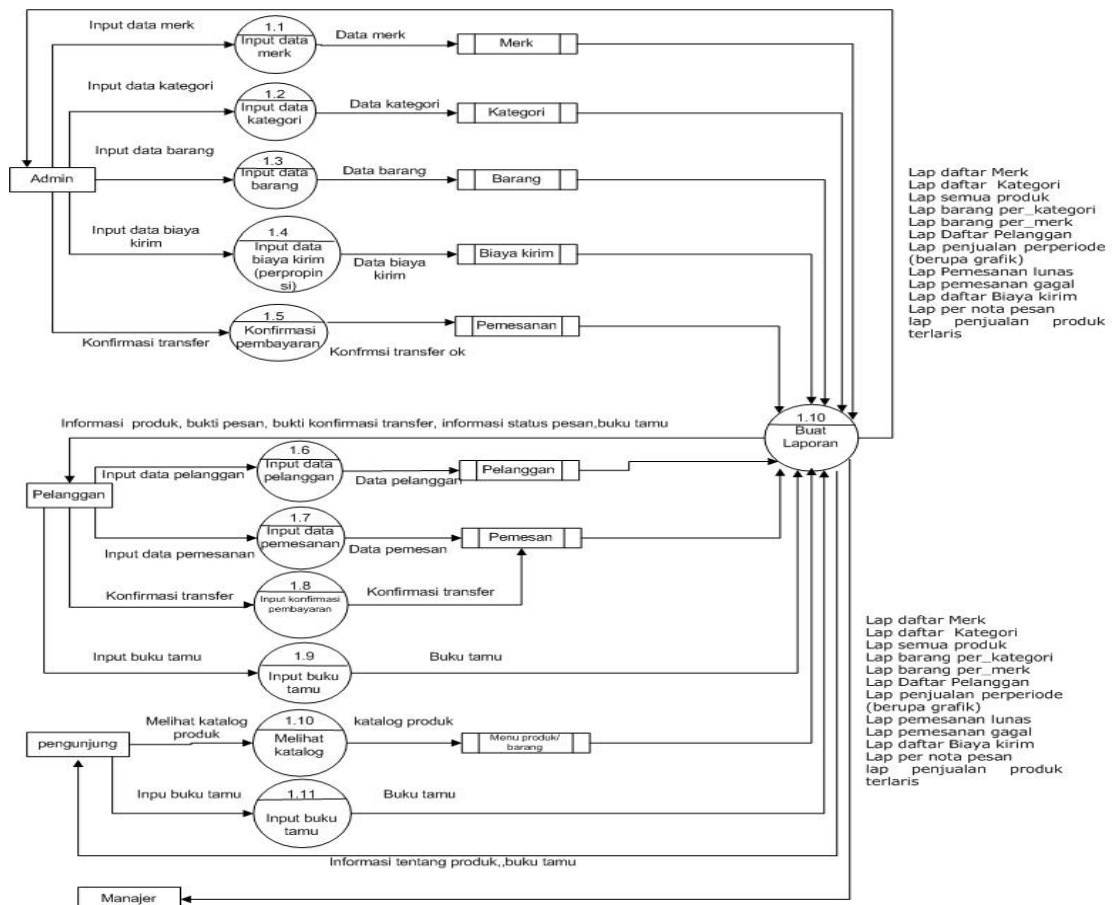 Input data merk
1.1
Input data
merk
Data merk
Merk
Input data kategori
1.2
Input data
kategori
Data kategori
Kategori
Input data barang
1.3
Input data
barang
Data barang
Barang
Admin
Input data biaya
kirim
1.4
Input data
biaya kirim
(perpropin
si)
Data biaya
kirim
Biaya kirim
1.5
Konfirmasi
pembayaran
Konfirmasi transfer
Konfrmsi transfer ok
Pemesanan
Lap daftar Merk
Lap daftar Kategori
Lap semua produk
Lap barang per_kategori
Lap barang per_merk
Lap Daftar Pelanggan
Lap penjualan perperiode
(berupa grafik)
Lap Pemesanan lunas
Lap pemesanan gagal
Lap daftar Biaya kirim
Lap per nota pesan
lap penjualan produk
terlaris
Informasi produk, bukti pesan, bukti konfirmasi transfer, informasi status pesan,buku tamu
1.10
Buat
Laporan
1.6
Input data
pelanggan
Input data pelanggan
Data pelanggan
Pelanggan
Pelanggan
1.7
Input data
pemesanan
Input data pemesanan
Data pemesan
Pemesan
1.8
Input konfirmasi
pembayaran
Konfirmasi transfer
Konfirmasi transfer
Input buku tamu
1.9
Input buku
tamu
Buku tamu
Melihat katalog
produk
1.10
Melihat
katalog
katalog produk
Menu produk/
barang
pengunjung
Inpu buku tamu
1.11
Input buku
tamu
Buku tamu
Informasi tentang produk,,buku tamu
Manajer
Lap daftar Merk
Lap daftar Kategori
Lap semua produk
Lap barang per_kategori
Lap barang per_merk
Lap Daftar Pelanggan
Lap penjualan perperiode
(berupa grafik)
Lap pemesanan lunas
Lap pemesanan gagal
Lap daftar Biaya kirim
Lap per nota pesan
lap penjualan produk
terlaris